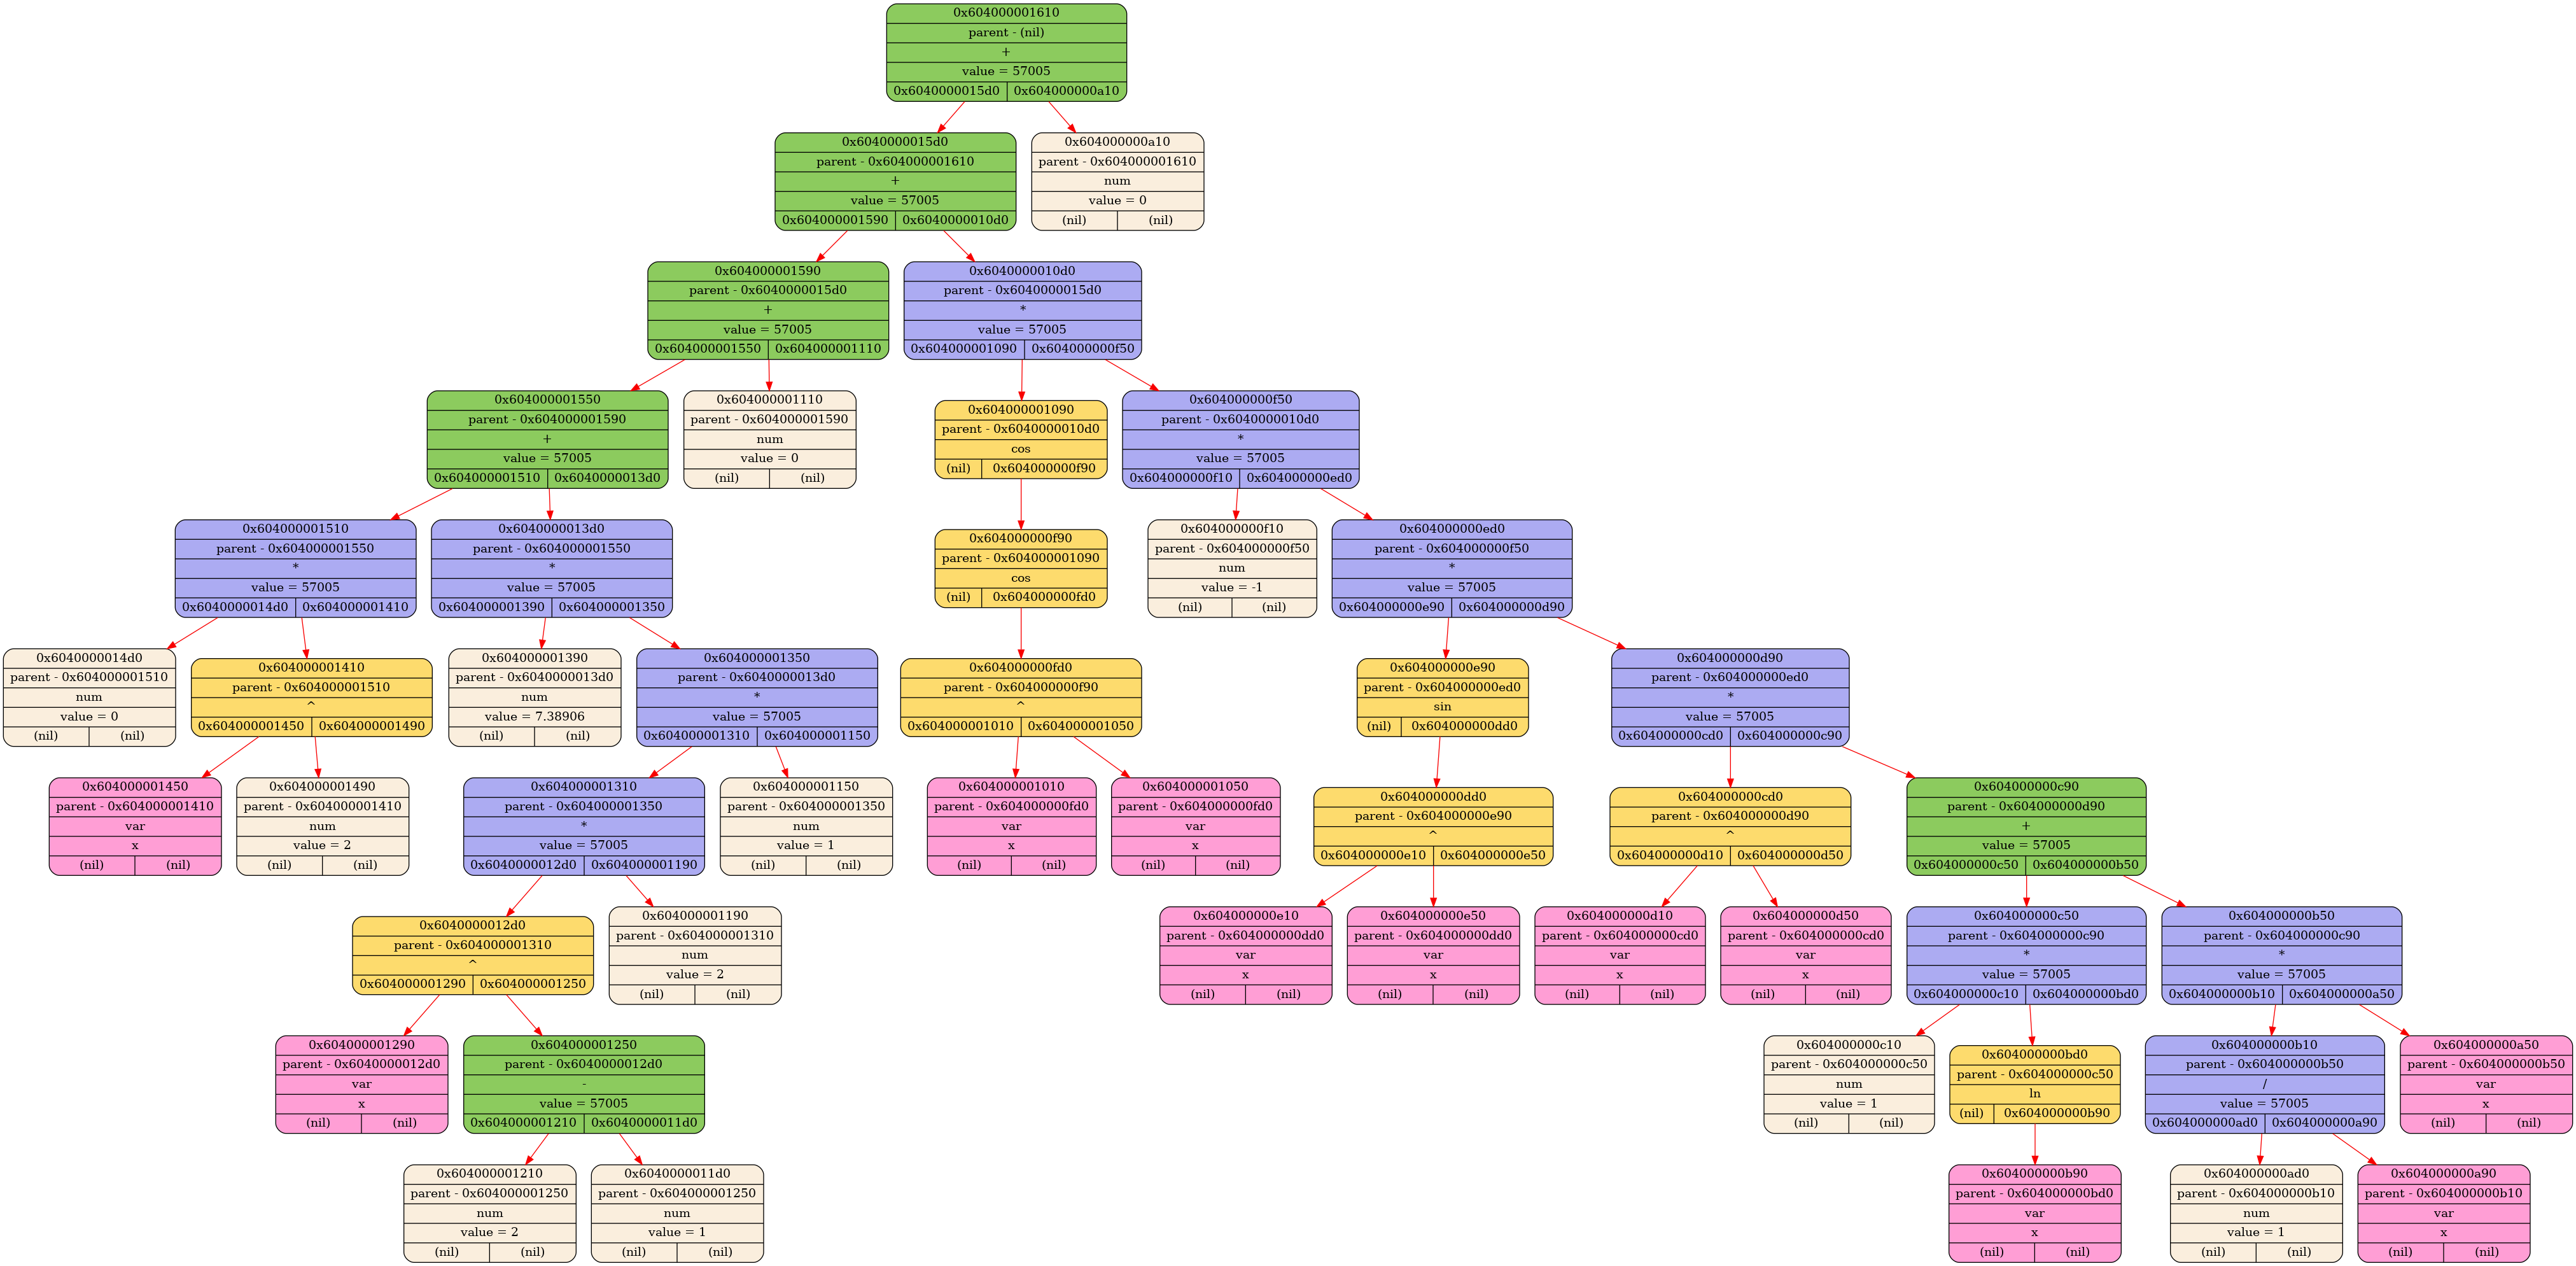 0x604000001610
parent - (nil)
+
value = 57005
0x6040000015d0 0x604000000a10
0x6040000015d0
parent - 0x604000001610
+
value = 57005
0x604000001590 0x6040000010d0
0x604000000a10
parent - 0x604000001610
num
value = 0
(nil) (nil)
0x604000001590
parent - 0x6040000015d0
+
value = 57005
0x604000001550 0x604000001110
0x6040000010d0
parent - 0x6040000015d0
*
value = 57005
0x604000001090 0x604000000f50
0x604000001550
parent - 0x604000001590
+
value = 57005
0x604000001510 0x6040000013d0
0x604000001110
parent - 0x604000001590
num
value = 0
(nil) (nil)
0x604000001090
parent - 0x6040000010d0
cos
(nil) 0x604000000f90
0x604000000f50
parent - 0x6040000010d0
*
value = 57005
0x604000000f10 0x604000000ed0
0x604000001510
parent - 0x604000001550
*
value = 57005
0x6040000014d0 0x604000001410
0x6040000013d0
parent - 0x604000001550
*
value = 57005
0x604000001390 0x604000001350
0x604000000f90
parent - 0x604000001090
cos
(nil) 0x604000000fd0
0x604000000f10
parent - 0x604000000f50
num
value = -1
(nil) (nil)
0x604000000ed0
parent - 0x604000000f50
*
value = 57005
0x604000000e90 0x604000000d90
0x6040000014d0
parent - 0x604000001510
num
value = 0
(nil) (nil)
0x604000001410
parent - 0x604000001510
^
0x604000001450 0x604000001490
0x604000001390
parent - 0x6040000013d0
num
value = 7.38906
(nil) (nil)
0x604000001350
parent - 0x6040000013d0
*
value = 57005
0x604000001310 0x604000001150
0x604000000fd0
parent - 0x604000000f90
^
0x604000001010 0x604000001050
0x604000000e90
parent - 0x604000000ed0
sin
(nil) 0x604000000dd0
0x604000000d90
parent - 0x604000000ed0
*
value = 57005
0x604000000cd0 0x604000000c90
0x604000001450
parent - 0x604000001410
var
x
(nil) (nil)
0x604000001490
parent - 0x604000001410
num
value = 2
(nil) (nil)
0x604000001310
parent - 0x604000001350
*
value = 57005
0x6040000012d0 0x604000001190
0x604000001150
parent - 0x604000001350
num
value = 1
(nil) (nil)
0x604000001010
parent - 0x604000000fd0
var
x
(nil) (nil)
0x604000001050
parent - 0x604000000fd0
var
x
(nil) (nil)
0x604000000dd0
parent - 0x604000000e90
^
0x604000000e10 0x604000000e50
0x604000000cd0
parent - 0x604000000d90
^
0x604000000d10 0x604000000d50
0x604000000c90
parent - 0x604000000d90
+
value = 57005
0x604000000c50 0x604000000b50
0x6040000012d0
parent - 0x604000001310
^
0x604000001290 0x604000001250
0x604000001190
parent - 0x604000001310
num
value = 2
(nil) (nil)
0x604000000e10
parent - 0x604000000dd0
var
x
(nil) (nil)
0x604000000e50
parent - 0x604000000dd0
var
x
(nil) (nil)
0x604000000d10
parent - 0x604000000cd0
var
x
(nil) (nil)
0x604000000d50
parent - 0x604000000cd0
var
x
(nil) (nil)
0x604000000c50
parent - 0x604000000c90
*
value = 57005
0x604000000c10 0x604000000bd0
0x604000000b50
parent - 0x604000000c90
*
value = 57005
0x604000000b10 0x604000000a50
0x604000001290
parent - 0x6040000012d0
var
x
(nil) (nil)
0x604000001250
parent - 0x6040000012d0
-
value = 57005
0x604000001210 0x6040000011d0
0x604000000c10
parent - 0x604000000c50
num
value = 1
(nil) (nil)
0x604000000bd0
parent - 0x604000000c50
ln
(nil) 0x604000000b90
0x604000000b10
parent - 0x604000000b50
/
value = 57005
0x604000000ad0 0x604000000a90
0x604000000a50
parent - 0x604000000b50
var
x
(nil) (nil)
0x604000001210
parent - 0x604000001250
num
value = 2
(nil) (nil)
0x6040000011d0
parent - 0x604000001250
num
value = 1
(nil) (nil)
0x604000000b90
parent - 0x604000000bd0
var
x
(nil) (nil)
0x604000000ad0
parent - 0x604000000b10
num
value = 1
(nil) (nil)
0x604000000a90
parent - 0x604000000b10
var
x
(nil) (nil)